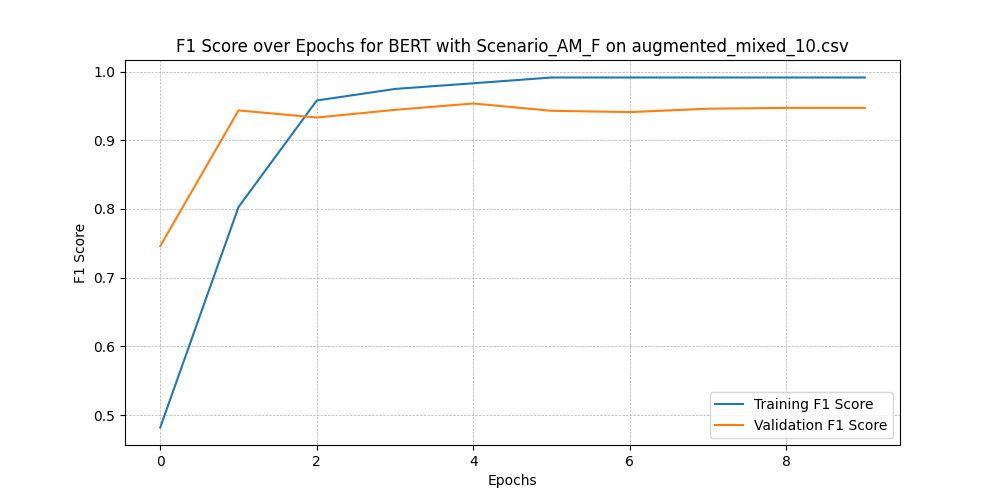 F1 Score over Epochs for BERT with Scenario_AM_F on augmented_mixed_10.csv
1.0
0.9
0.8
0.7
0.6
0.5
F1 Score
0 2 4 6 8
Epochs
Training F1 Score
Validation F1 Score